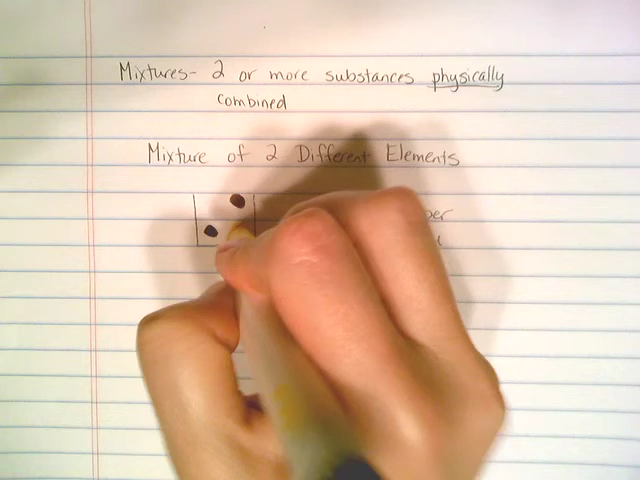 Mixtures- 2 or more substances physically
combined
Mixture of 2 Different Elements